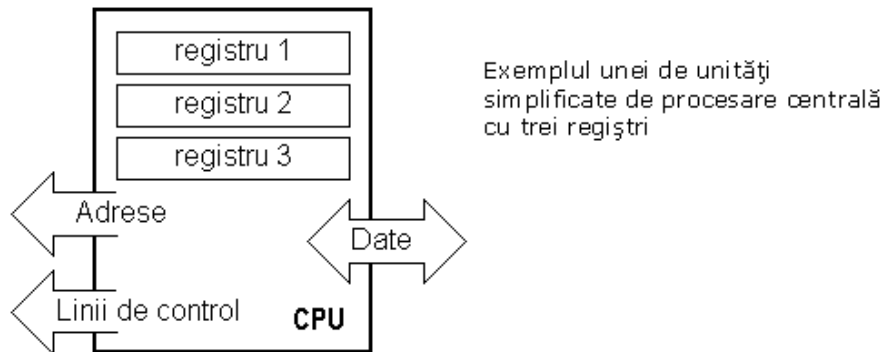 registru 1
registru 2
registru 3
Adrese
Date
Linii de control
CPU
Exemplul unei de unităţi
simplificate de procesare centrală
cu trei regiştri